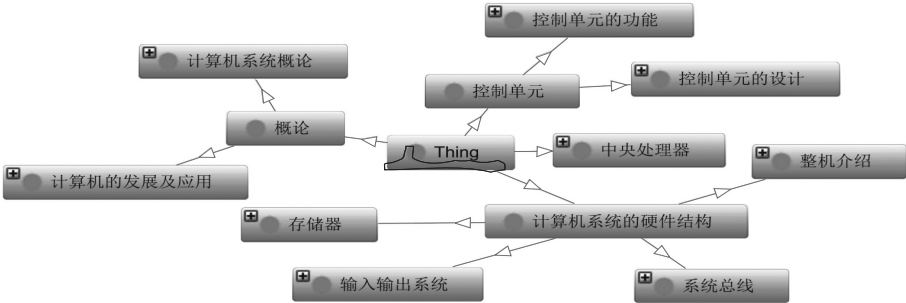 控制单元的功能
计算机系统概论
控制单元
控制单元的设计
概论
Thing
中央处理器
整机介绍
计算机的发展及应用
存储器
计算机系统的硬件结构
输入输出系统
系统总线